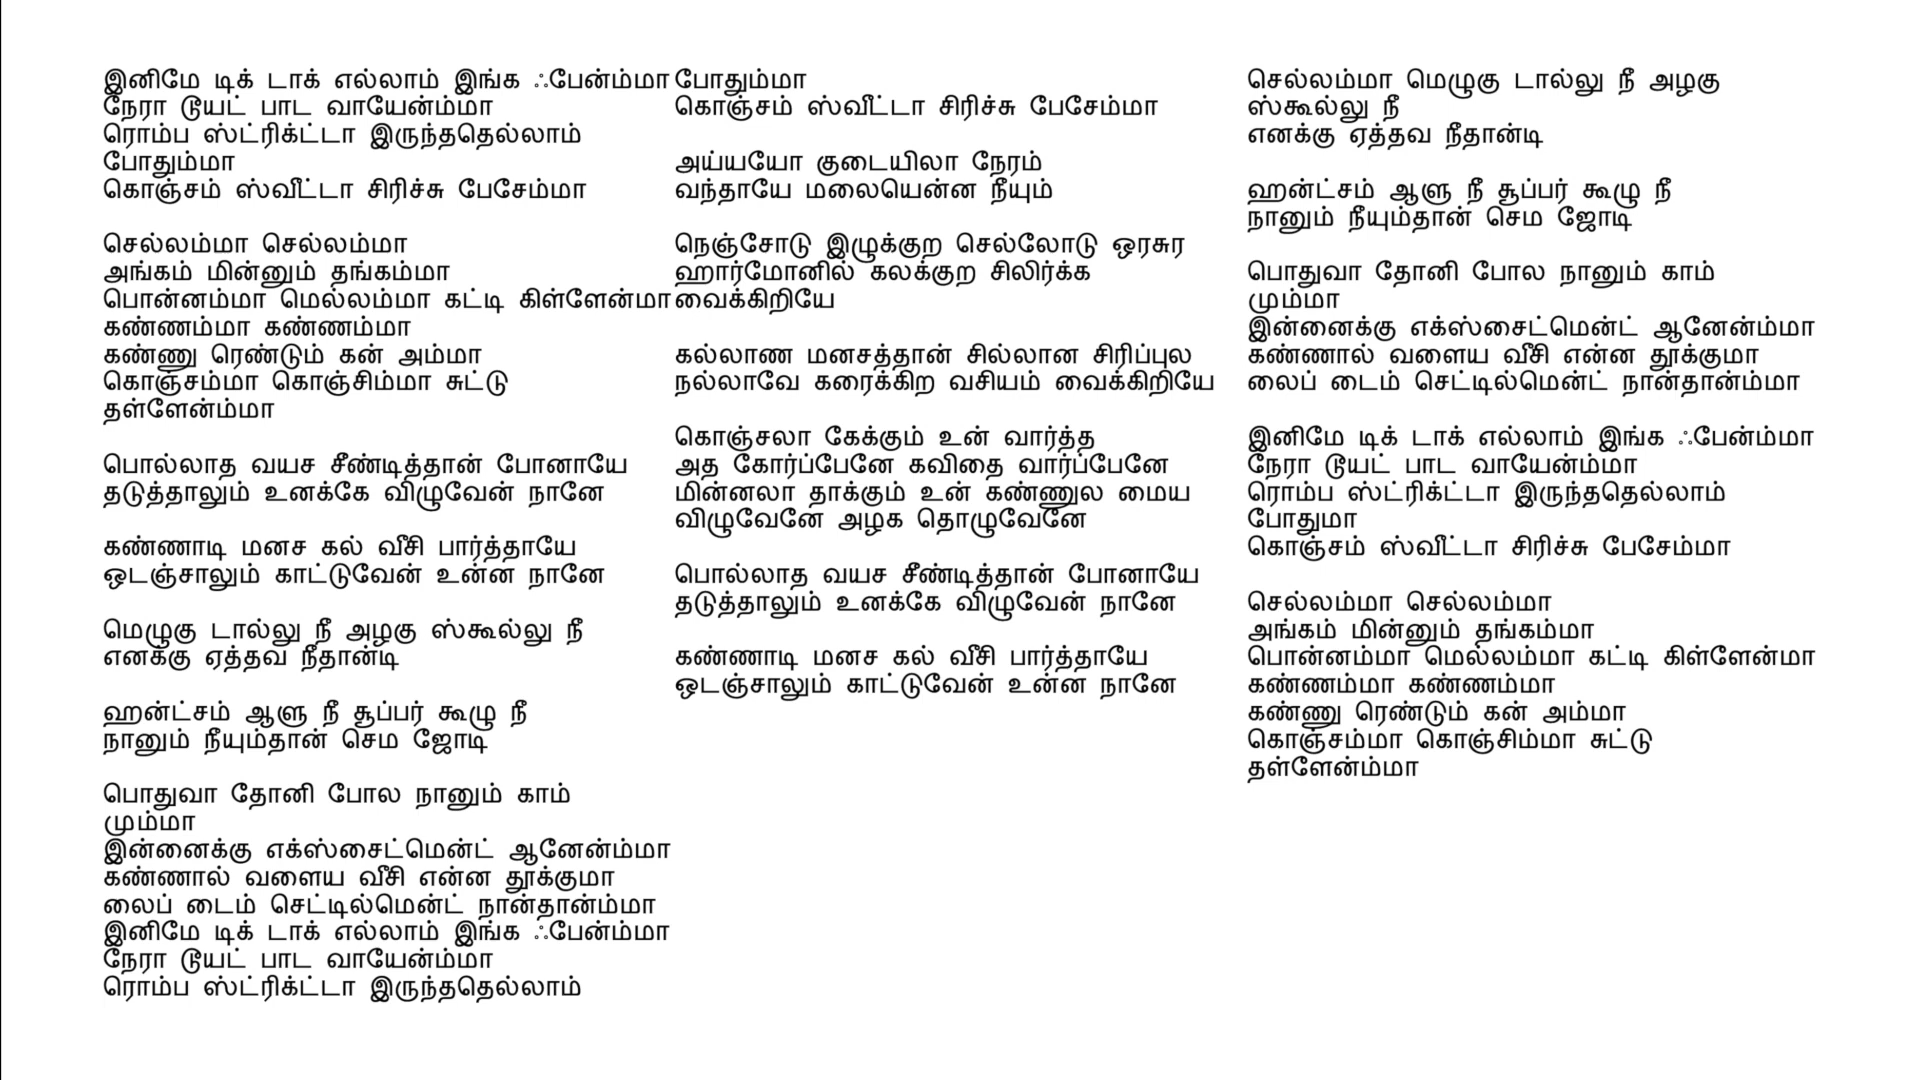 இனிமே டிக் டாக் எல்லாம் இங்க ஃபேன்ம்மா
நேரா டூயட் பாட வாயேன்ம்மா
ரொம்ப ஸ்ட்ரிக்ட்டா இருந்ததெல்லாம்
போதும்மா
கொஞ்சம் ஸ்வீட்டா சிரிச்சு பேசேம்மா

செல்லம்மா செல்லம்மா
அங்கம் மின்னும் தங்கம்மா
பொன்னம்மா மெல்லம்மா கட்டி கிள்ளேன்மா
கண்ணம்மா கண்ணம்மா
கண்ணு ரெண்டும் கன் அம்மா
கொஞ்சம்மா கொஞ்சிம்மா சுட்டு
தள்ளேன்ம்மா

பொல்லாத வயச சீண்டித்தான் போனாயே
தடுத்தாலும் உனக்கே விழுவேன் நானே

கண்ணாடி மனச கல் வீசி பார்த்தாயே
ஒடஞ்சாலும் காட்டுவேன் உன்ன நானே

மெழுகு டால்லு நீ அழகு ஸ்கூல்லு நீ
எனக்கு ஏத்தவ நீதான்டி

ஹன்ட்சம் ஆளு நீ சூப்பர் கூழு நீ
நானும் நீயும்தான் செம ஜோடி

பொதுவா தோனி போல நானும் காம்
மும்மா
இன்னைக்கு எக்ஸ்சைட்மென்ட் ஆனேன்ம்மா
கண்ணால் வளைய வீசி என்ன தூக்குமா
லைப் டைம் செட்டில்மென்ட் நான்தான்ம்மா
இனிமே டிக் டாக் எல்லாம் இங்க ஃபேன்ம்மா
நேரா டூயட் பாட வாயேன்ம்மா
ரொம்ப ஸ்ட்ரிக்ட்டா இருந்ததெல்லாம்
போதும்மா
கொஞ்சம் ஸ்வீட்டா சிரிச்சு பேசேம்மா

அய்யயோ குடையிலா நேரம்
வந்தாயே மலையென்ன நீயும்

நெஞ்சோடு இழுக்குற செல்லோடு ஒரசுர
ஹார்மோனில் கலக்குற சிலிர்க்க
வைக்கிறியே

கல்லாண மனசத்தான் சில்லான சிரிப்புல
நல்லாவே கரைக்கிற வசியம் வைக்கிறியே

கொஞ்சலா கேக்கும் உன் வார்த்த
அத கோர்ப்பேனே கவிதை வார்ப்பேனே
மின்னலா தாக்கும் உன் கண்ணுல மைய
விழுவேனே அழக தொழுவேனே

பொல்லாத வயச சீண்டித்தான் போனாயே
தடுத்தாலும் உனக்கே விழுவேன் நானே

கண்ணாடி மனச கல் வீசி பார்த்தாயே
ஒடஞ்சாலும் காட்டுவேன் உன்ன நானே

செல்லம்மா மெழுகு டால்லு நீ அழகு
ஸ்கூல்லு நீ
எனக்கு ஏத்தவ நீதான்டி

ஹன்ட்சம் ஆளு நீ சூப்பர் கூழு நீ
நானும் நீயும்தான் செம ஜோடி

பொதுவா தோனி போல நானும் காம்
மும்மா
இன்னைக்கு எக்ஸ்சைட்மென்ட் ஆனேன்ம்மா
கண்ணால் வளைய வீசி என்ன தூக்குமா
லைப் டைம் செட்டில்மென்ட் நான்தான்ம்மா

இனிமே டிக் டாக் எல்லாம் இங்க ஃபேன்ம்மா
நேரா டூயட் பாட வாயேன்ம்மா
ரொம்ப ஸ்ட்ரிக்ட்டா இருந்ததெல்லாம்
போதுமா
கொஞ்சம் ஸ்வீட்டா சிரிச்சு பேசேம்மா

செல்லம்மா செல்லம்மா
அங்கம் மின்னும் தங்கம்மா
பொன்னம்மா மெல்லம்மா கட்டி கிள்ளேன்மா
கண்ணம்மா கண்ணம்மா
கண்ணு ரெண்டும் கன் அம்மா
கொஞ்சம்மா கொஞ்சிம்மா சுட்டு
தள்ளேன்ம்மா